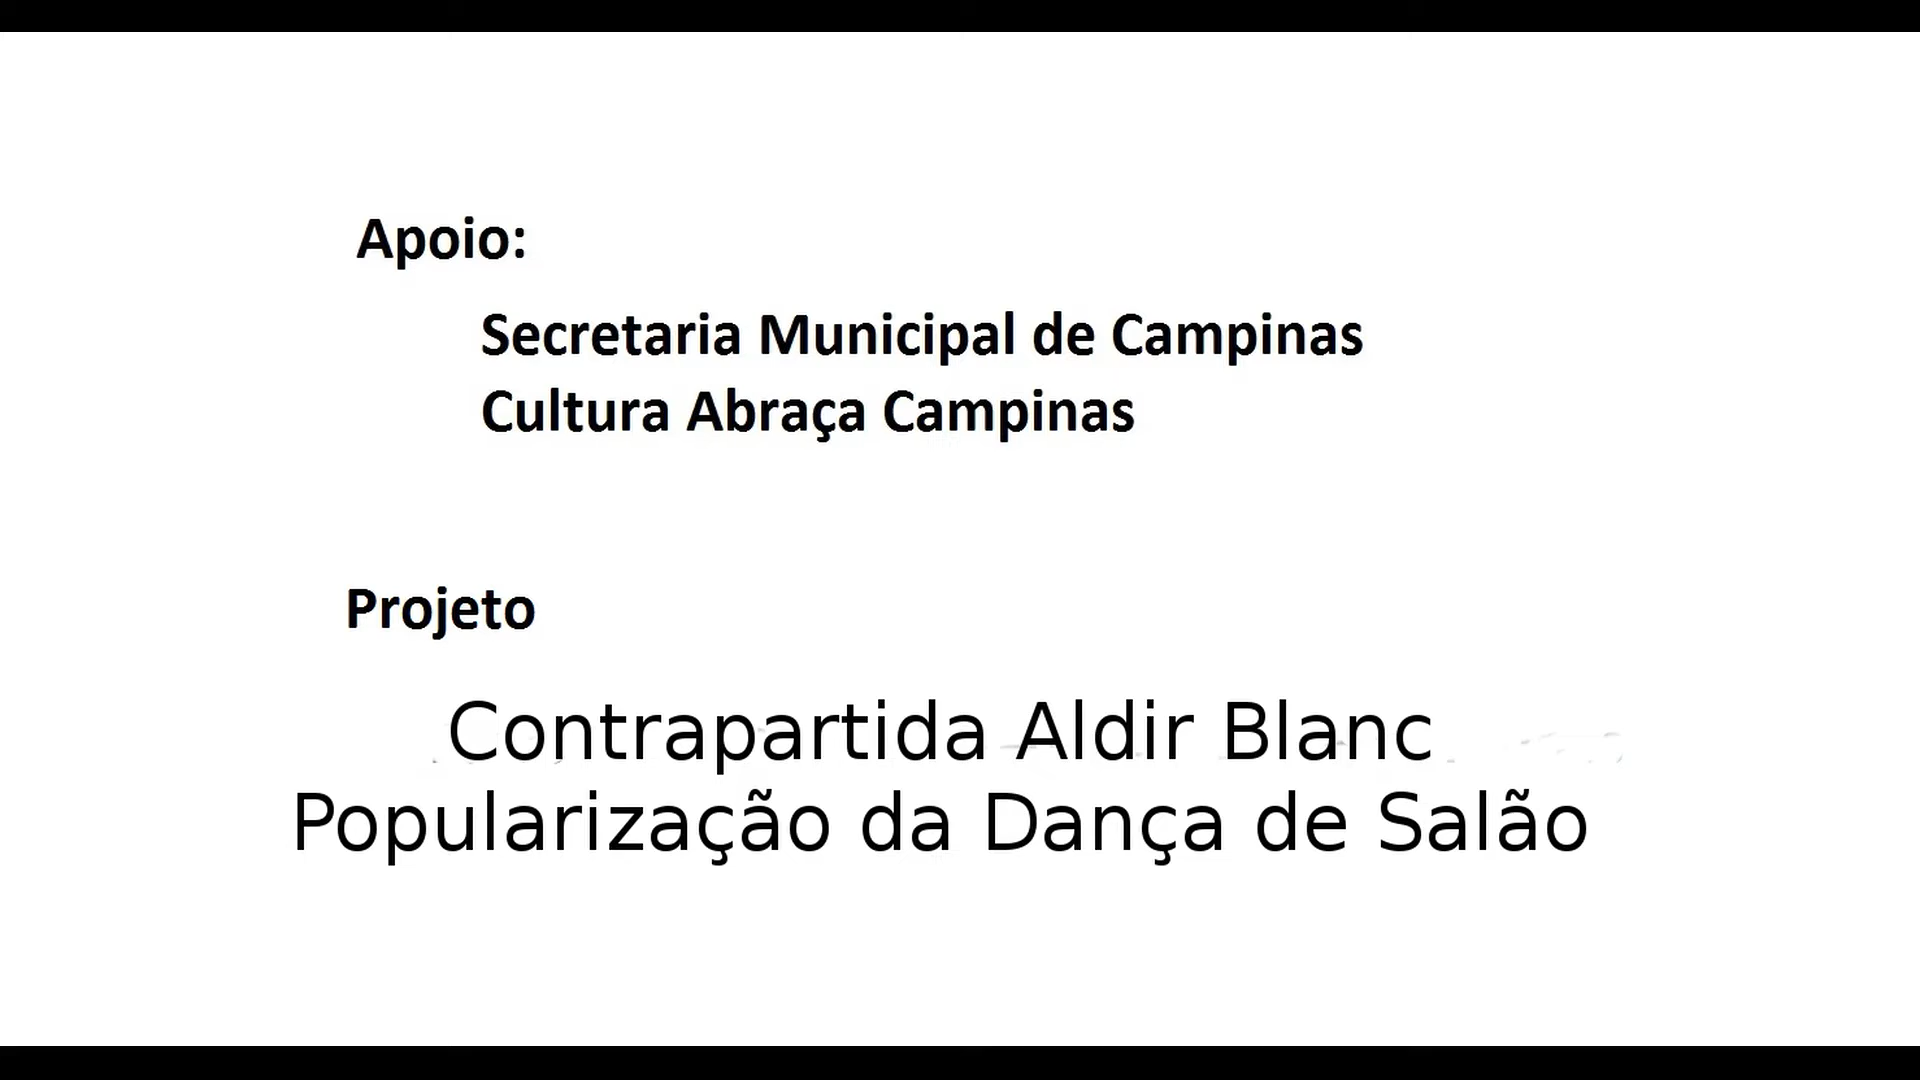 Apoio:
Secretaria Municipal de Campinas
Cultura Abraça Campinas
Projeto
Contrapartida Aldir Blanc
Popularização da Dança de Salão